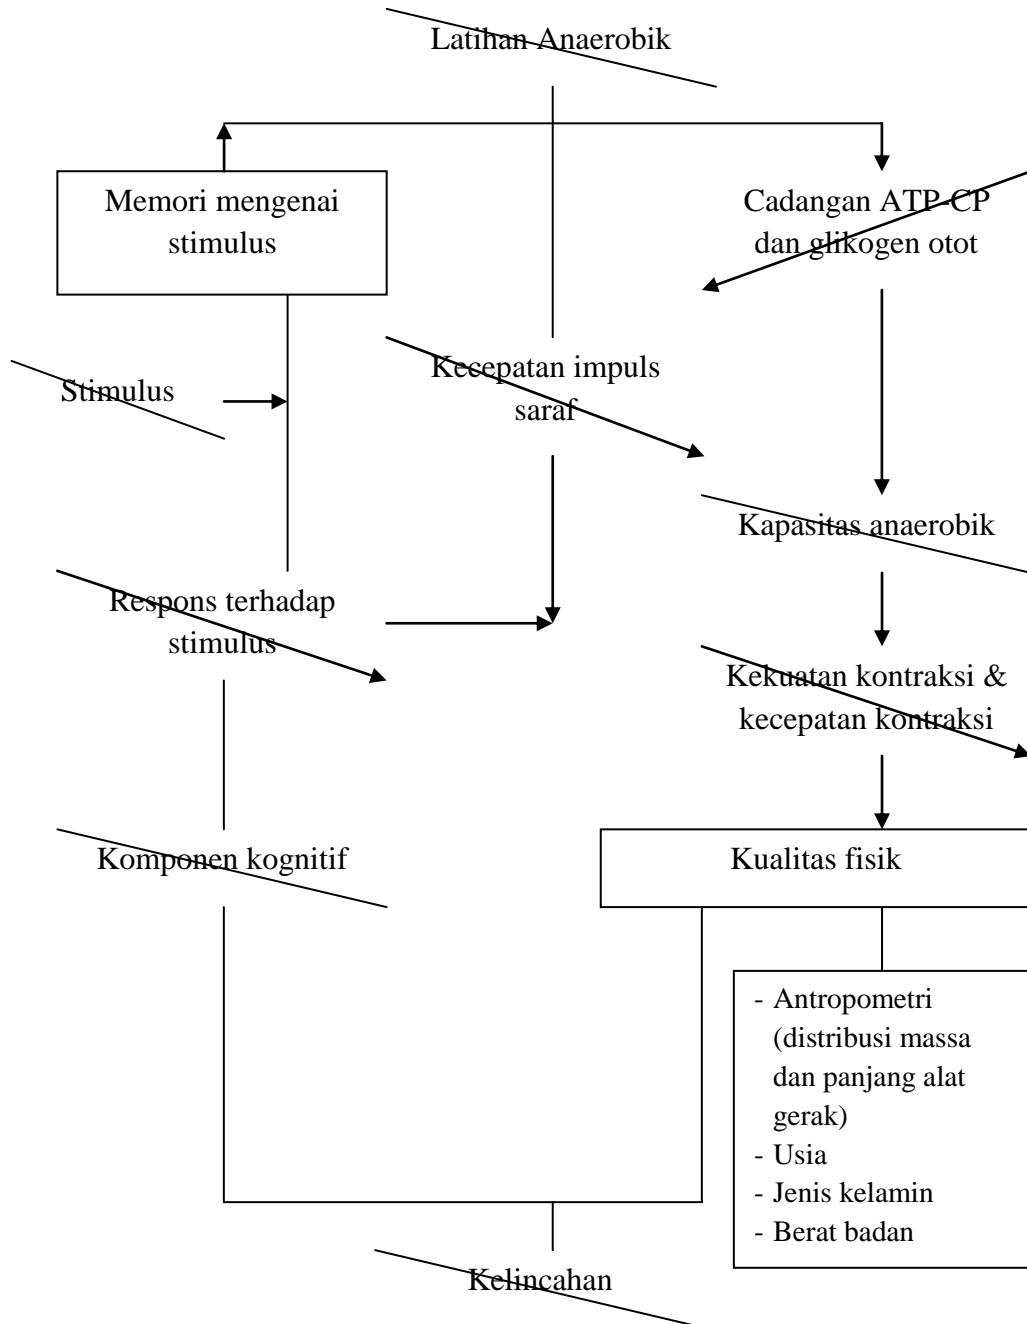 Latihan Anaerobik
Memori mengenai
stimulus
Cadangan ATP-CP
dan glikogen otot
Stimulus
Kecepatan impuls
saraf
Kapasitas anaerobik
Respons terhadap
stimulus
Kekuatan kontraksi &
kecepatan kontraksi
Komponen kognitif
Kualitas fisik
- Antropometri
(distribusi massa
dan panjang alat
gerak)
- Usia
- Jenis kelamin
- Berat badan
Kelincahan